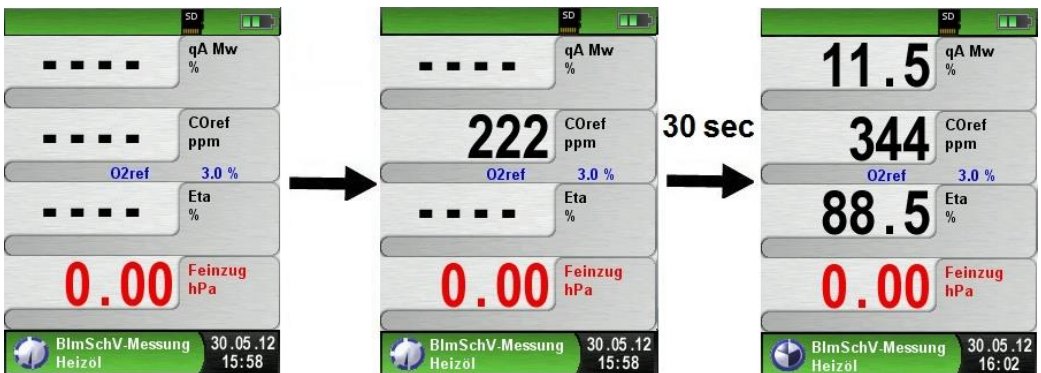 SD
- - - -
qA Mw
%
- - - -
COref
ppm
O2ref 3.0 %
- - - -
Eta
%
0.00
Feinzug
hPa
BImSchV-Messung
Heizöl
30.05.12
15:58
SD
- - - -
qA Mw
%
222
COref
ppm
O2ref 3.0 %
- - - -
Eta
%
0.00
Feinzug
hPa
BImSchV-Messung
Heizöl
30.05.12
15:58
30 sec
SD
11.5
qA Mw
%
344
COref
ppm
O2ref 3.0 %
88.5
Eta
%
0.00
Feinzug
hPa
BImSchV-Messung
Heizöl
30.05.12
16:02